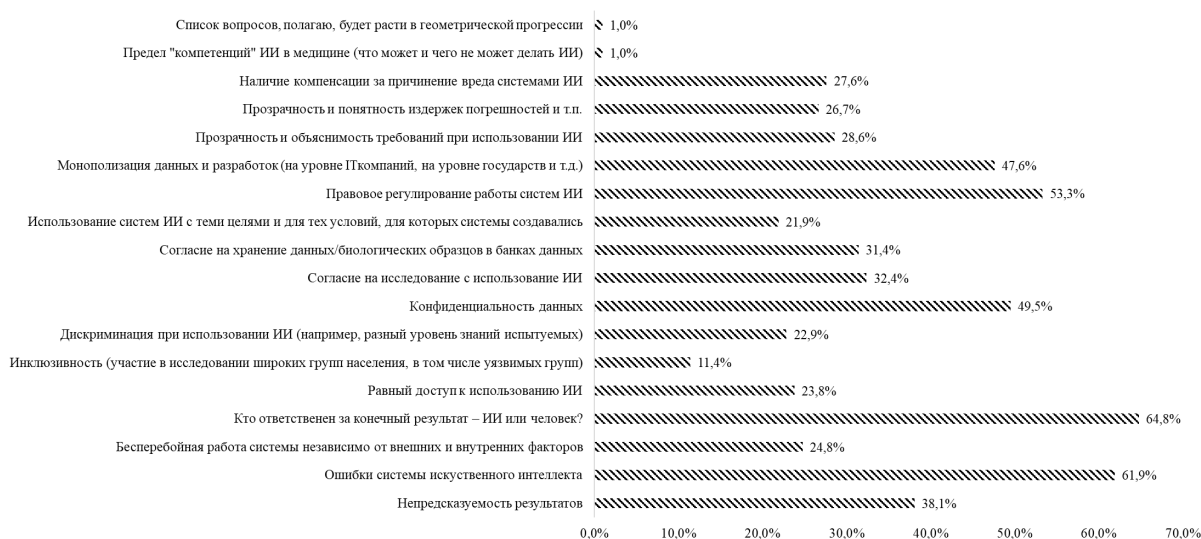 Список вопросов, полагаю, будет расти в геометрической прогрессии 1,0%
Предел "компетенций" ИИ в медицине (что может и чего не может делать ИИ) 1,0%
Наличие компенсации за причинение вреда системами ИИ 27,6%
Прозрачность и понятность издержек погрешностей и т.п. 26,7%
Прозрачность и объяснимость требований при использовании ИИ 28,6%
Монополизация данных и разработок (на уровне ITкомпаний, на уровне государств и т.д.) 47,6%
Правовое регулирование работы систем ИИ 53,3%
Использование систем ИИ с теми целями и для тех условий, для которых системы создавались 21,9%
Согласие на хранение данных/биологических образцов в банках данных 31,4%
Согласие на исследование с использование ИИ 32,4%
Конфиденциальность данных 49,5%
Дискриминация при использовании ИИ (например, разный уровень знаний испытуемых) 22,9%
Инклюзивность (участие в исследовании широких групп населения, в том числе уязвимых групп) 11,4%
Равный доступ к использованию ИИ 23,8%
Кто ответственен за конечный результат – ИИ или человек? 64,8%
Бесперебойная работа системы независимо от внешних и внутренних факторов 24,8%
Ошибки системы искуственного интеллекта 61,9%
Непредсказуемость результатов 38,1%
0,0% 10,0% 20,0% 30,0% 40,0% 50,0% 60,0% 70,0%